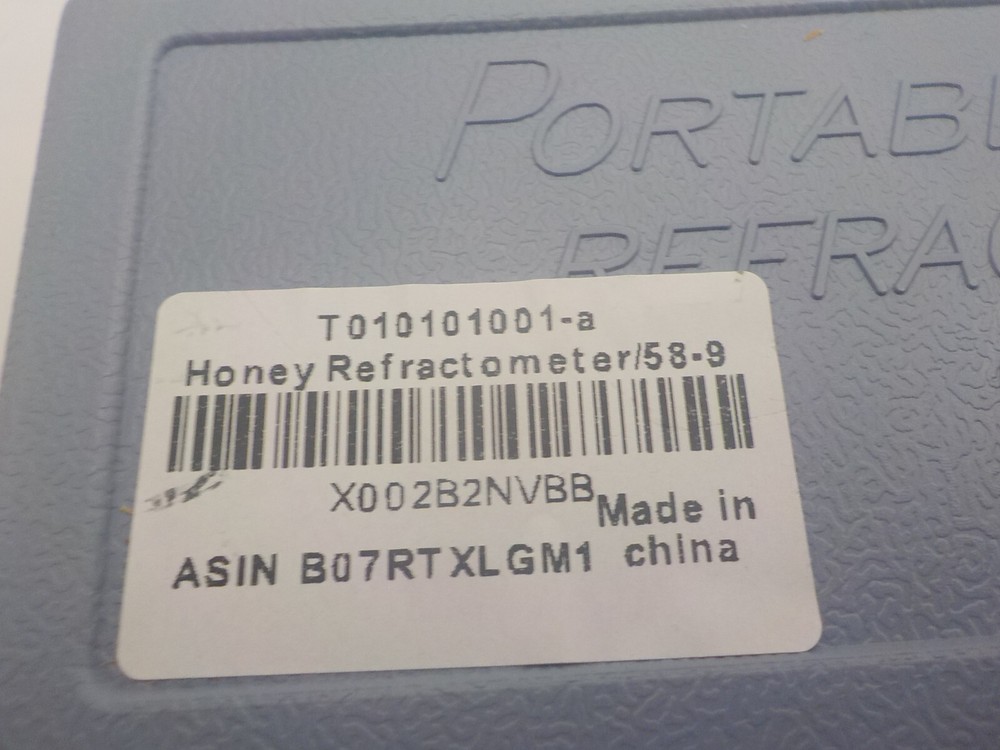 PORTABL
REFRAC
T010101001-a
Honey Refractometer/58-9
X002B2NVBB
Made in
ASIN B07RTXLGM1 china